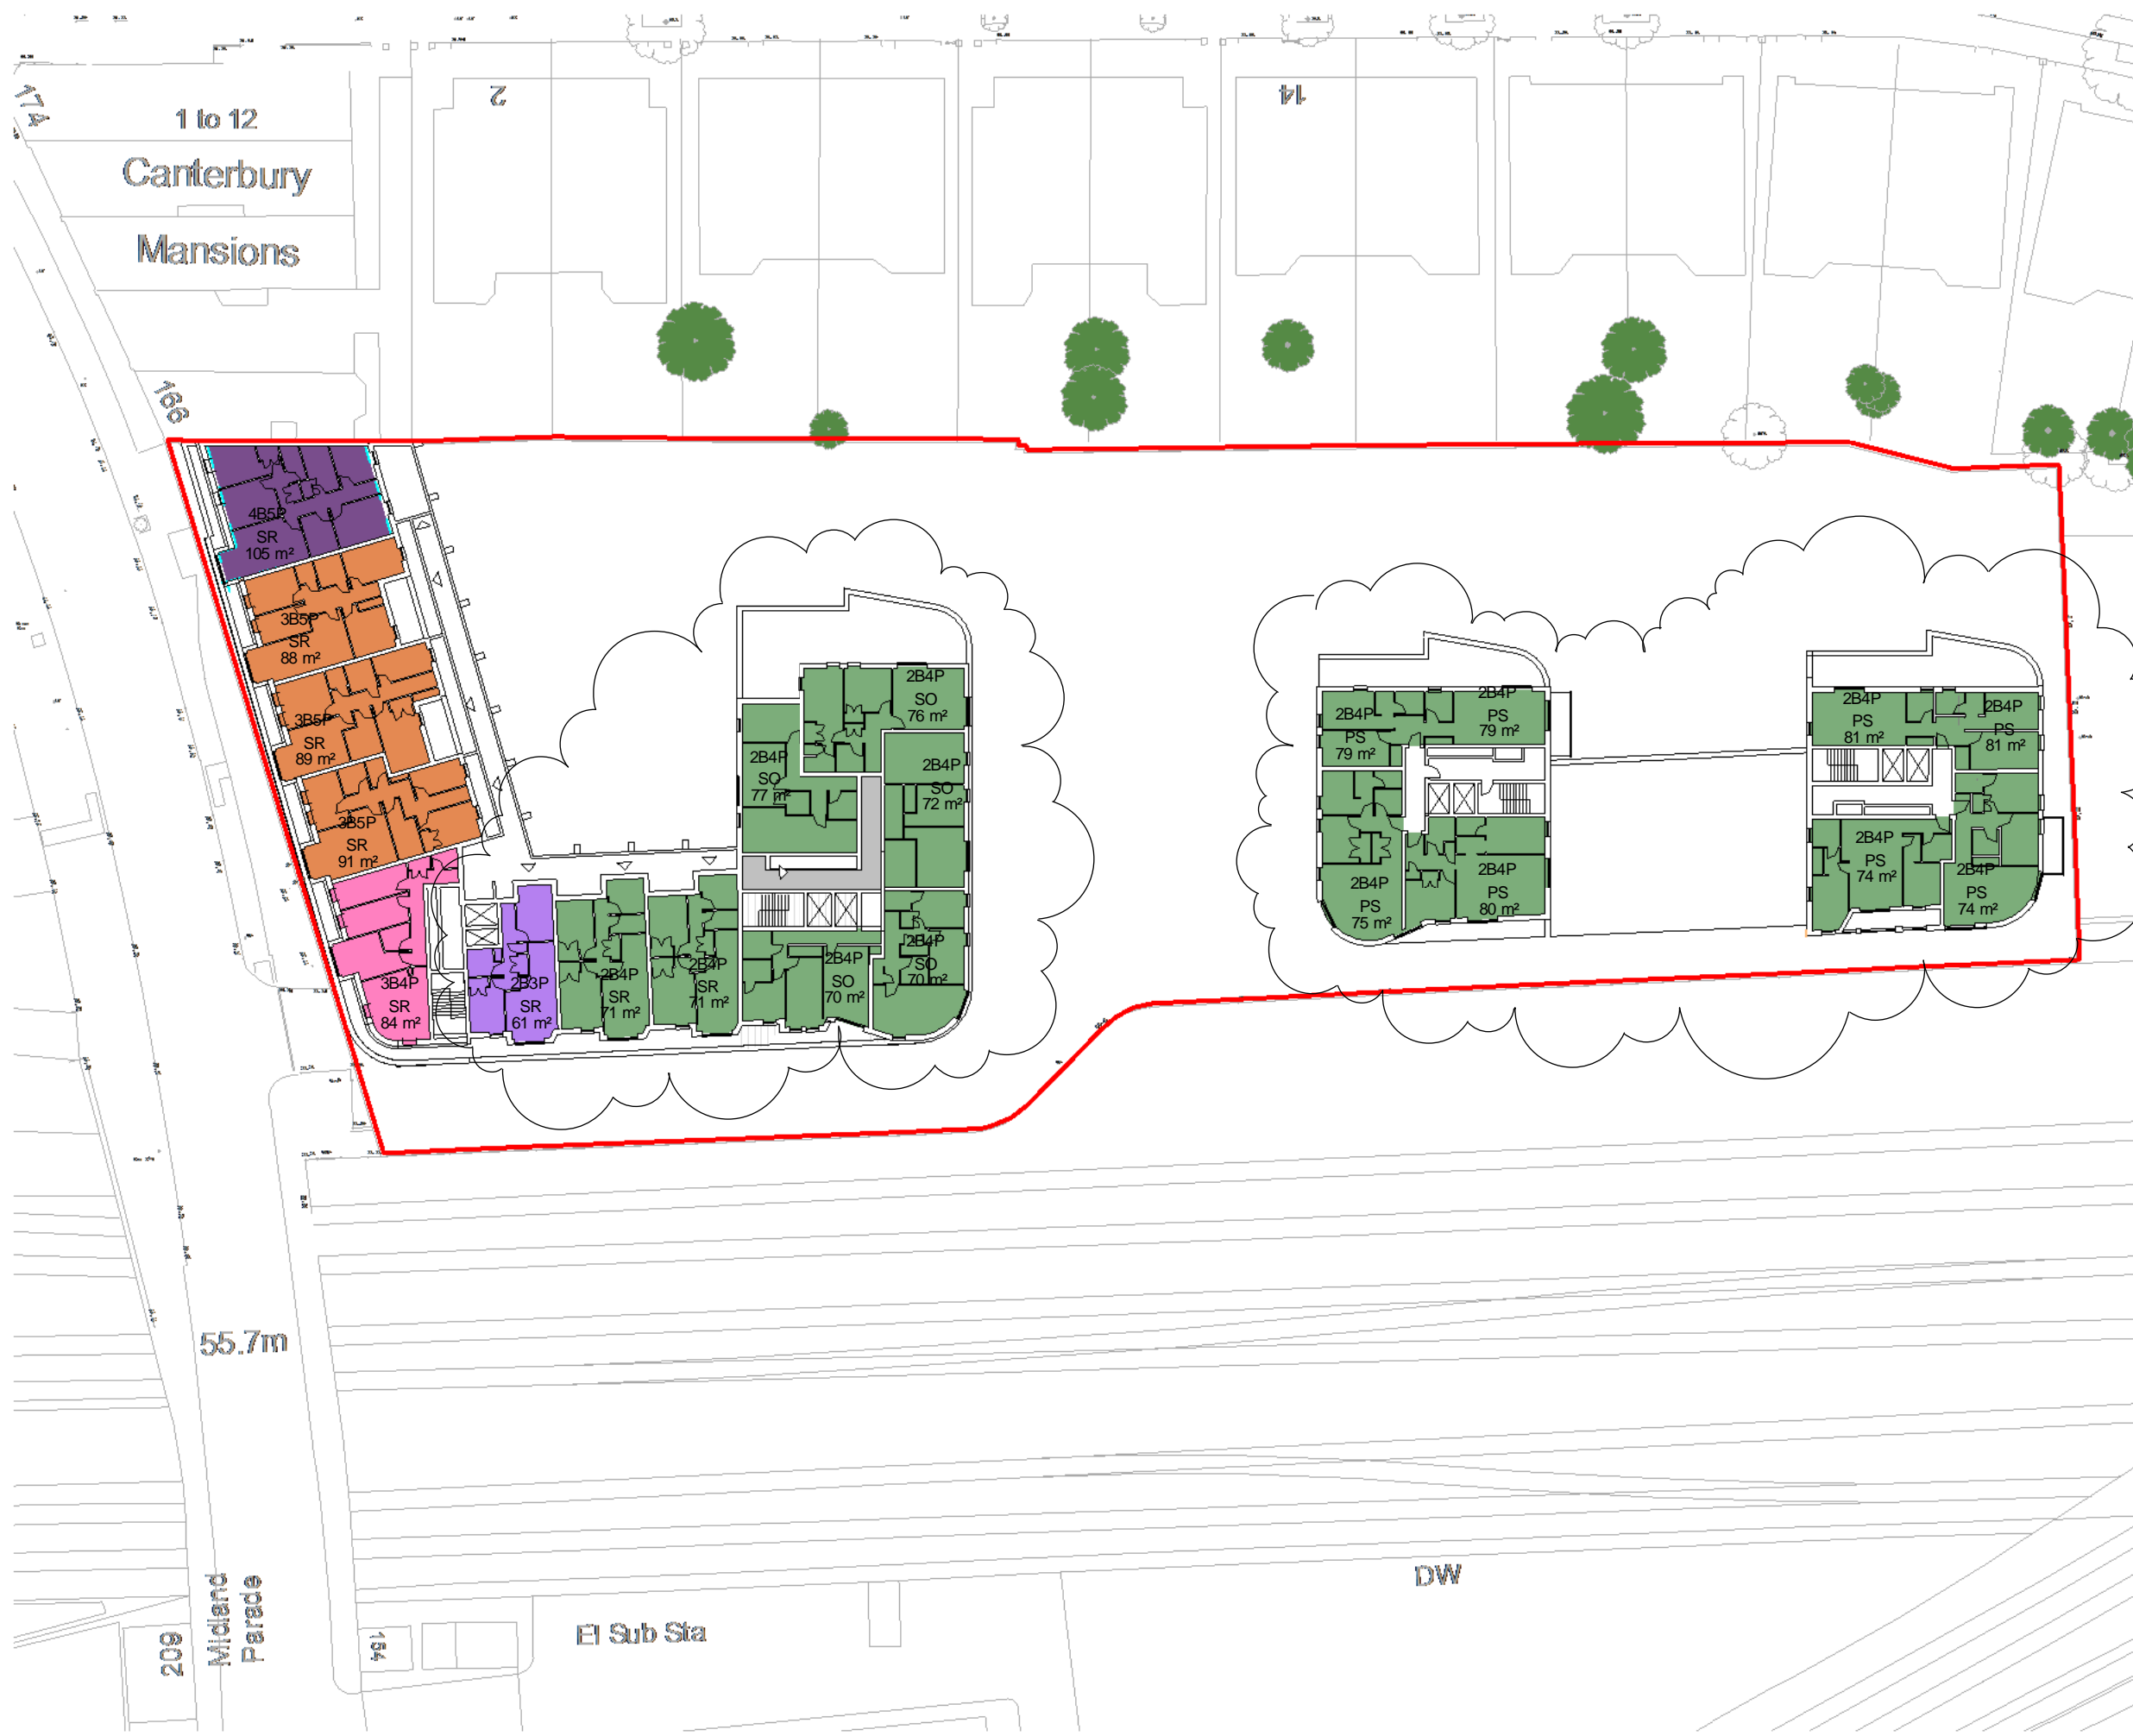 17A
1 to 12
Canterbury
Mansions
2
14
166
4B5P
SR
105 m²
3B5P
SR
88 m²
3B5P
SR
89 m²
3B5P
SR
91 m²
3B4P
SR
84 m²
2B3P
SR
61 m²
2B4P
SR
71 m²
2B4P
SR
71 m²
2B4P
SO
77 m²
2B4P
SO
76 m²
2B4P
SO
72 m²
2B4P
SO
70 m²
2B4P
SO
70 m²
2B4P
PS
79 m²
2B4P
PS
79 m²
2B4P
PS
75 m²
2B4P
PS
80 m²
2B4P
PS
81 m²
2B4P
PS
81 m²
2B4P
PS
74 m²
2B4P
PS
74 m²
55.7m
209
Midland
Parade
154
El Sub Sta
DW